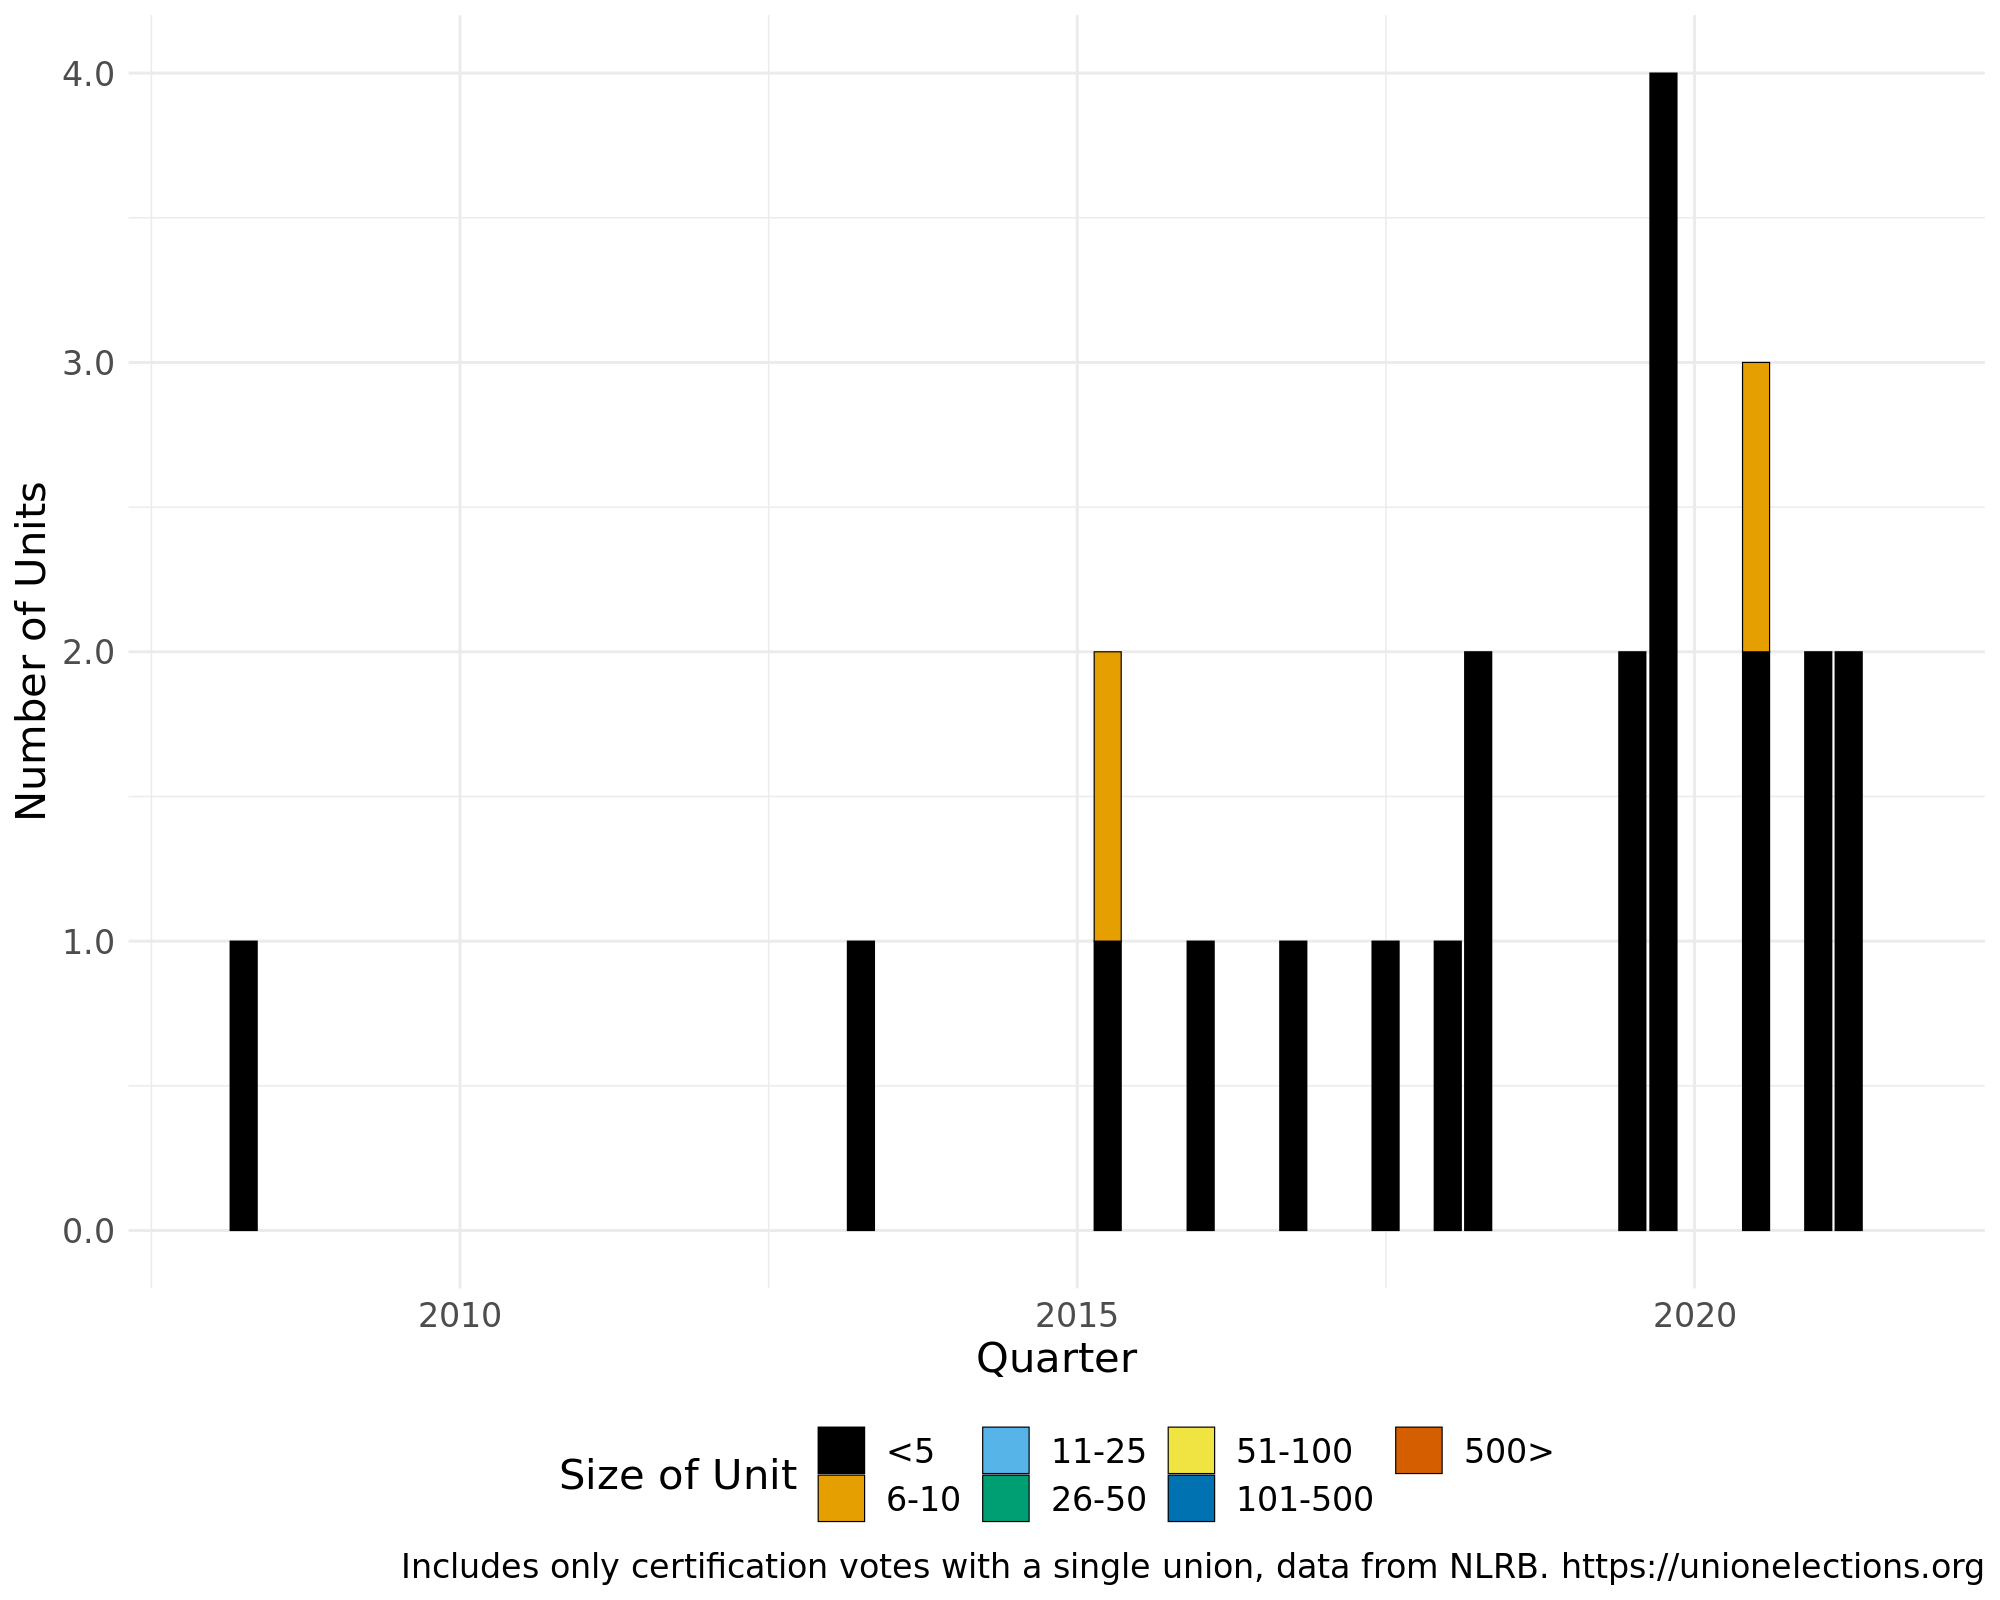 4.0
3.0
2.0
1.0
0.0
Number of Units
2010 2015 2020
Quarter
Size of Unit
<5 11-25 51-100 500>
6-10 26-50 101-500
Includes only certification votes with a single union, data from NLRB. https://unionelections.org